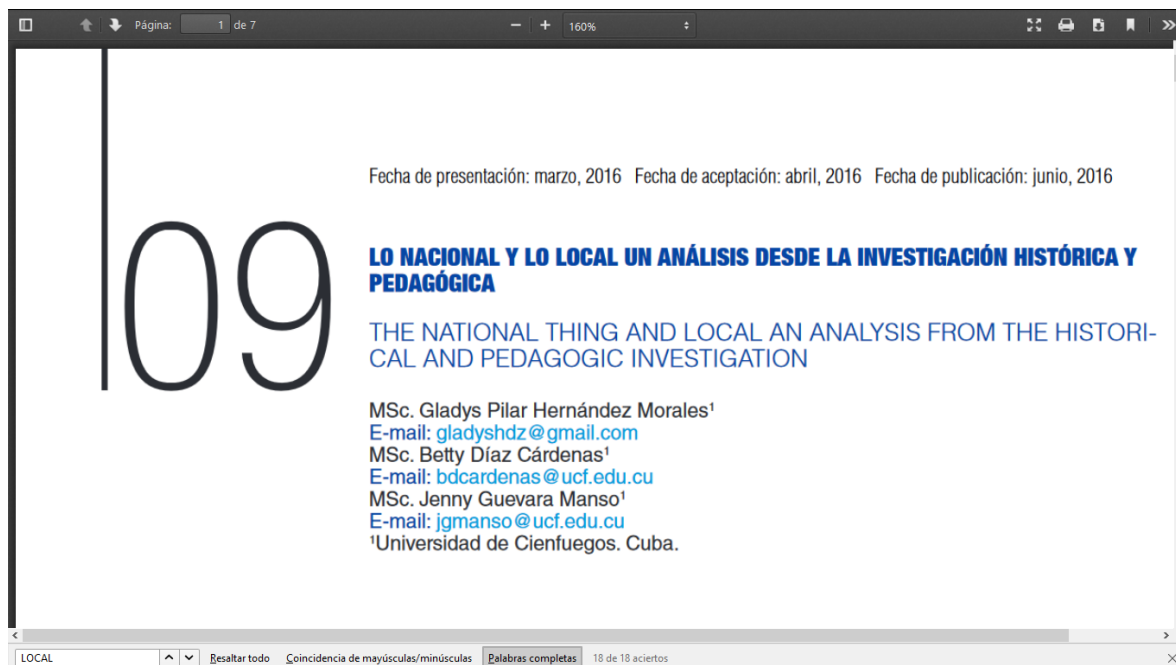 Página: 1 de 7 160%
Fecha de presentación: marzo, 2016 Fecha de aceptación: abril, 2016 Fecha de publicación: junio, 2016
09
LO NACIONAL Y LO LOCAL UN ANÁLISIS DESDE LA INVESTIGACIÓN HISTÓRICA Y
PEDAGÓGICA
THE NATIONAL THING AND LOCAL AN ANALYSIS FROM THE HISTORI-
CAL AND PEDAGOGIC INVESTIGATION
MSc. Gladys Pilar Hernández Morales¹
E-mail: gladyshdz@gmail.com
MSc. Betty Díaz Cárdenas¹
E-mail: bdcardenas@ucf.edu.cu
MSc. Jenny Guevara Manso¹
E-mail: jgmanso@ucf.edu.cu
¹Universidad de Cienfuegos. Cuba.
LOCAL Resaltar todo Coincidencia de mayúsculas/minúsculas Palabras completas 18 de 18 aciertos